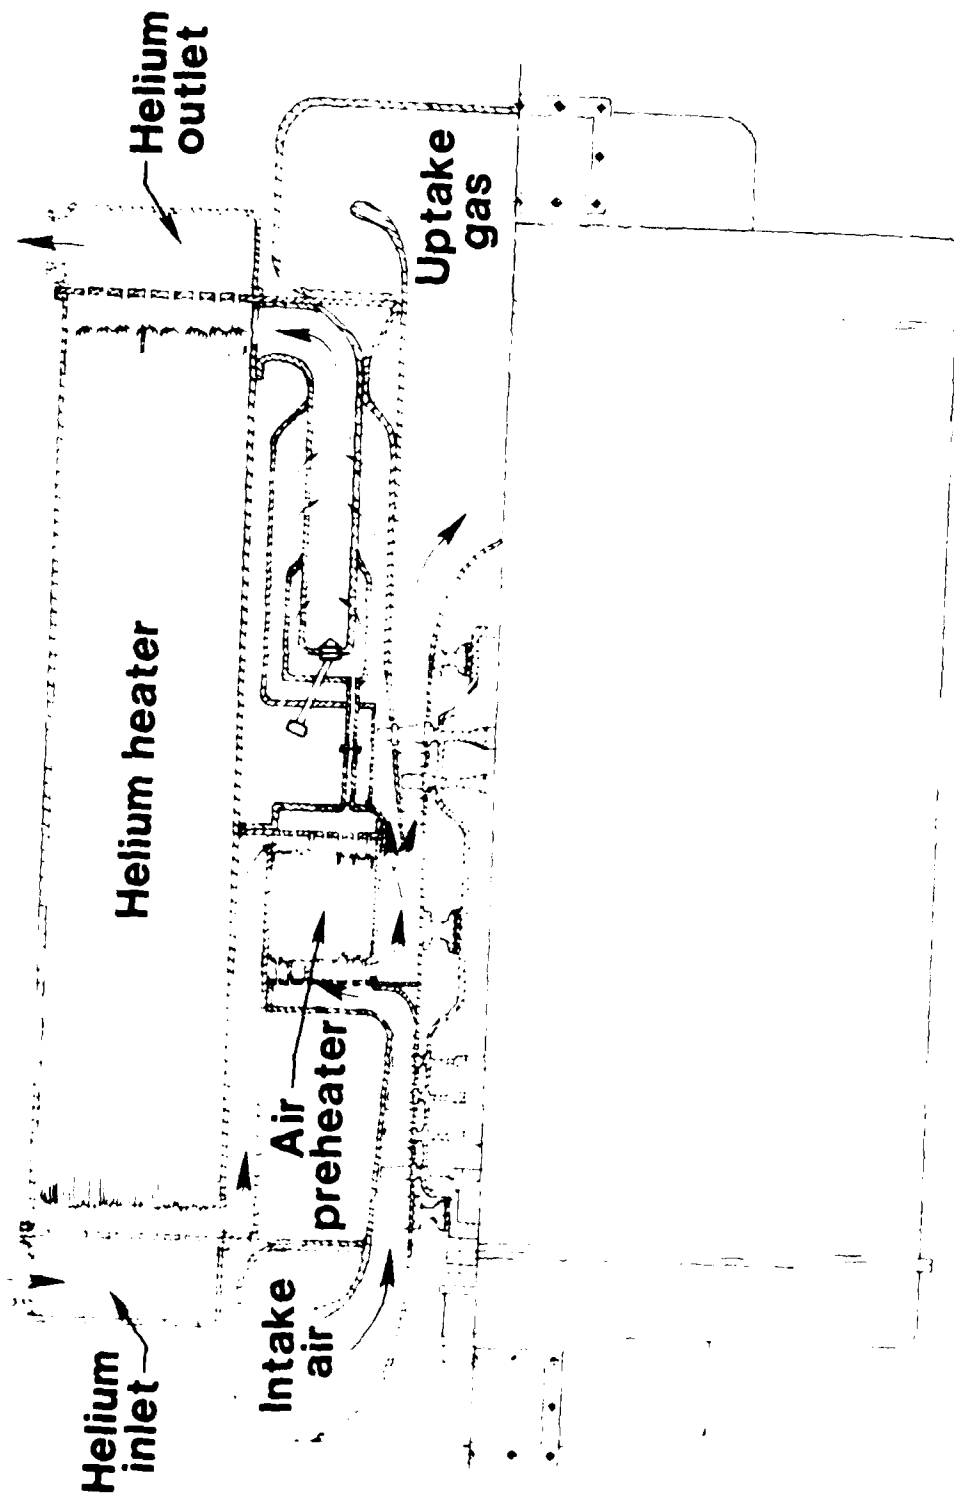 Helium
inlet
Helium heater
Helium
outlet
Intake
air
Air
preheater
Uptake
gas